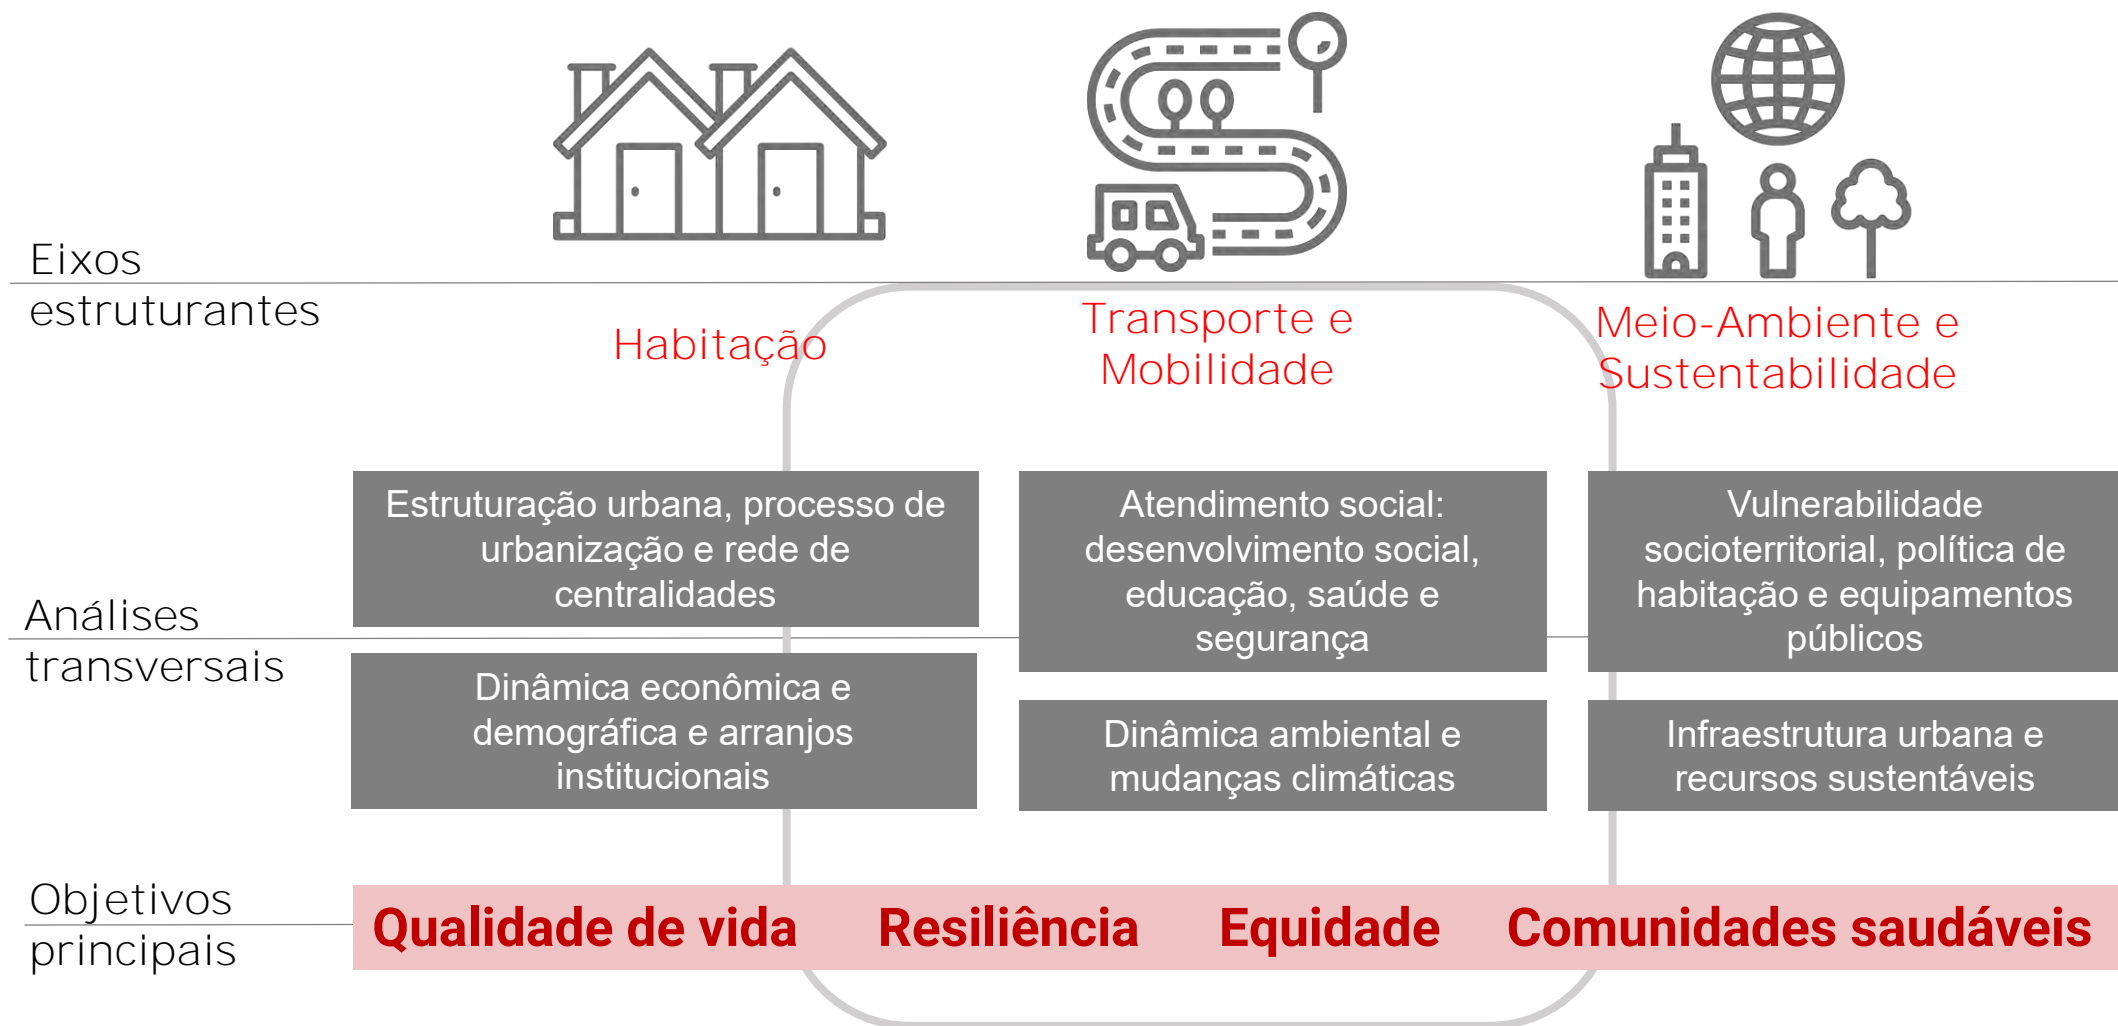 Eixos
estruturantes
Habitação
Transporte e
Mobilidade
Meio-Ambiente e
Sustentabilidade
Análises
transversais
Estruturação urbana, processo de
urbanização e rede de
centralidades
Atendimento social:
desenvolvimento social,
educação, saúde e
segurança
Vulnerabilidade
socioterritorial, política de
habitação e equipamentos
públicos
Dinâmica econômica e
demográfica e arranjos
institucionais
Dinâmica ambiental e
mudanças climáticas
Infraestrutura urbana e
recursos sustentáveis
Objetivos
principais
Qualidade de vida Resiliência Equidade Comunidades saudáveis